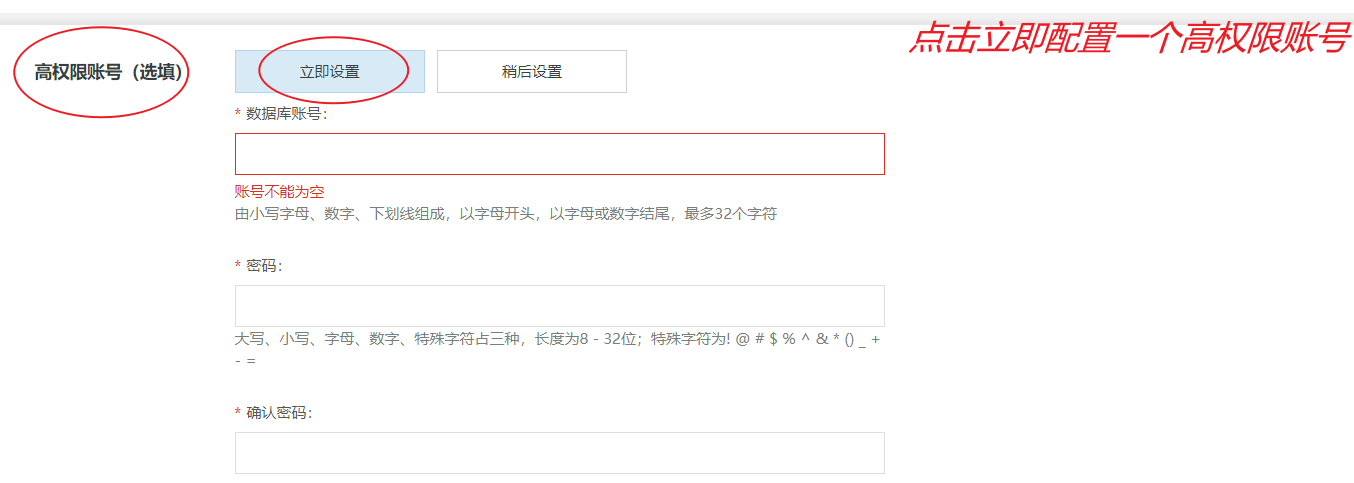 点击立即配置一个高权限账号
高权限账号（选填）
立即设置
稍后设置
* 数据库账号：
账号不能为空
由小写字母、数字、下划线组成，以字母开头，以字母或数字结尾，最多32个字符
* 密码：
大写、小写、字母、数字、特殊字符占三种，长度为8 - 32位；特殊字符为! @ # $ % ^ & * () _ +
- =
* 确认密码：